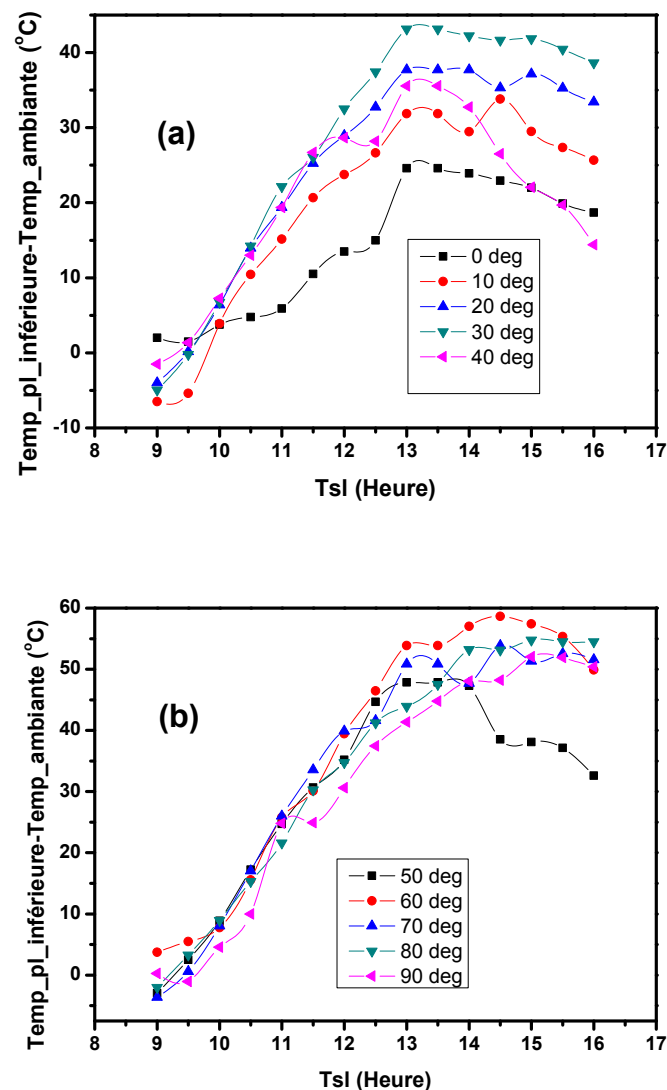 40
30
20
10
0
-10
Temp_pl_inférieure-Temp_ambiante (°C)
(a)
0 deg
10 deg
20 deg
30 deg
40 deg
8 9 10 11 12 13 14 15 16 17
Tsl (Heure)
60
50
40
30
20
10
0
Temp_pl_inférieure-Temp_ambiante (°C)
(b)
50 deg
60 deg
70 deg
80 deg
90 deg
8 9 10 11 12 13 14 15 16 17
Tsl (Heure)